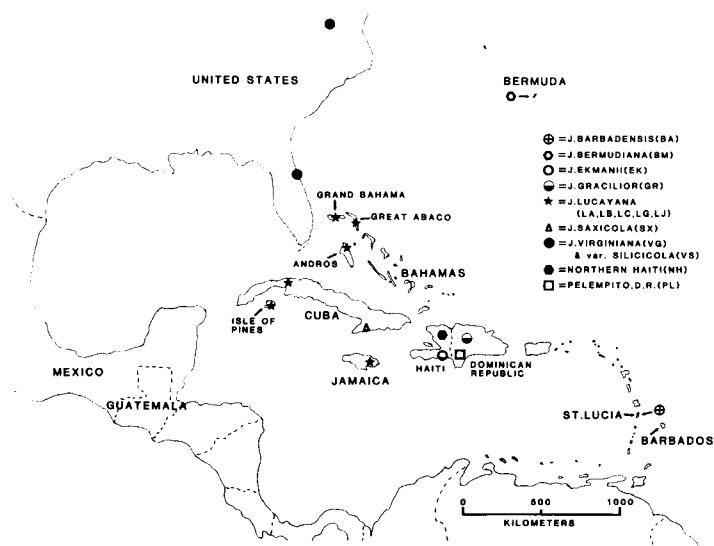 UNITED STATES
BERMUDA
=J.BARBADENSIS(BA)
=J.BERMUDIANA(BM)
=J.EKMANII(EK)
=J.GRACILIOR(GR)
=J.LUCAYANA
(LA,LB,LC,LG,LJ)
=J.SAXICOLA(SX)
=J.VIRGINIANA(VG)
& var. SILICICOLA(VS)
=NORTHERN HAITI(NH)
=PELEMPITO,D.R.(PL)
GRAND BAHAMA
GREAT ABACO
ANDROS
BAHAMAS
ISLE OF
PINES
CUBA
MEXICO
GUATEMALA
JAMAICA
HAITI
DOMINICAN
REPUBLIC
ST.LUCIA
BARBADOS
0 500 1000
KILOMETERS